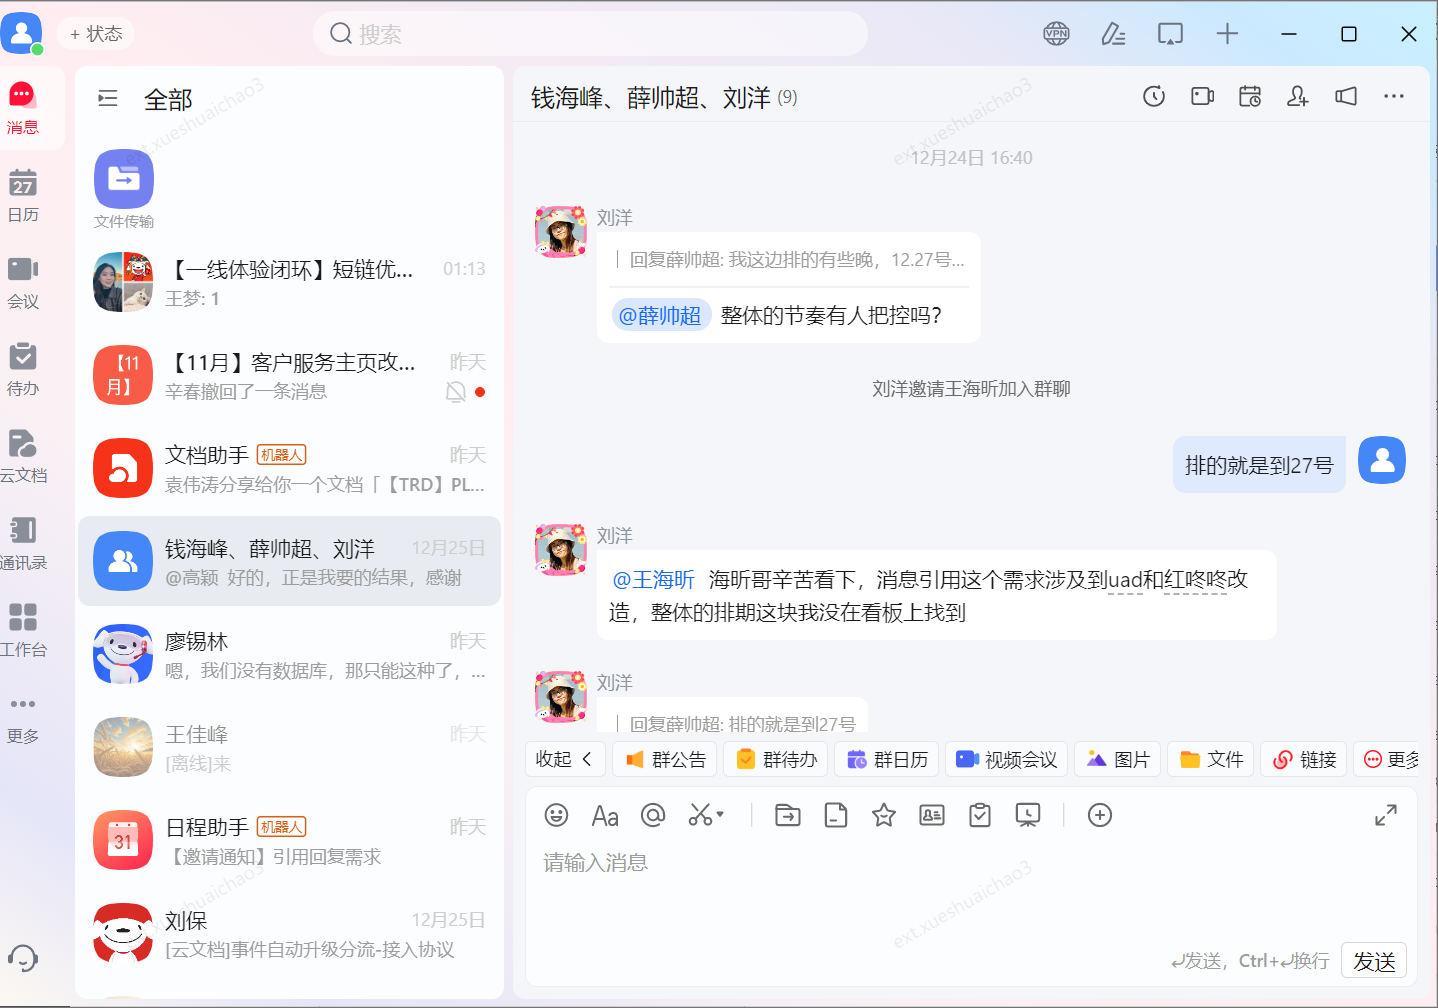 + 状态
搜索
VPN
消息
27
日历
会议
待办
云文档
通讯录
工作台
更多
全部
文件传输
【一线体验闭环】短链优...
01:13
王梦: 1
【11月】
【11月】客户服务主页改...
昨天
辛春撤回了一条消息
文档助手
机器人
昨天
袁伟涛分享给你一个文档「【TRD】PL...
钱海峰、薛帅超、刘洋
12月25日
@高颖 好的，正是我要的结果，感谢
廖锡林
昨天
嗯，我们没有数据库，那只能这种了，...
王佳峰
昨天
[离线]来
31
日程助手
机器人
昨天
【邀请通知】引用回复需求
刘保
12月25日
[云文档]事件自动升级分流-接入协议
钱海峰、薛帅超、刘洋 (9)
12月24日 16:40
刘洋
回复薛帅超: 我这边排的有些晚，12.27号...
@薛帅超 整体的节奏有人把控吗？
刘洋邀请王海昕加入群聊
排的就是到27号
刘洋
@王海昕 海昕哥辛苦看下，消息引用这个需求涉及到uad和红咚咚改
造，整体的排期这块我没在看板上找到
刘洋
回复薛帅超: 排的就是到27号
收起
群公告
群待办
群日历
视频会议
图片
文件
链接
更多
Aa
请输入消息
↵发送，Ctrl+↵换行
发送
ext.xueshuaichao3
ext.xueshuaichao3
ext.xueshuaichao3
ext.xueshuaichao3